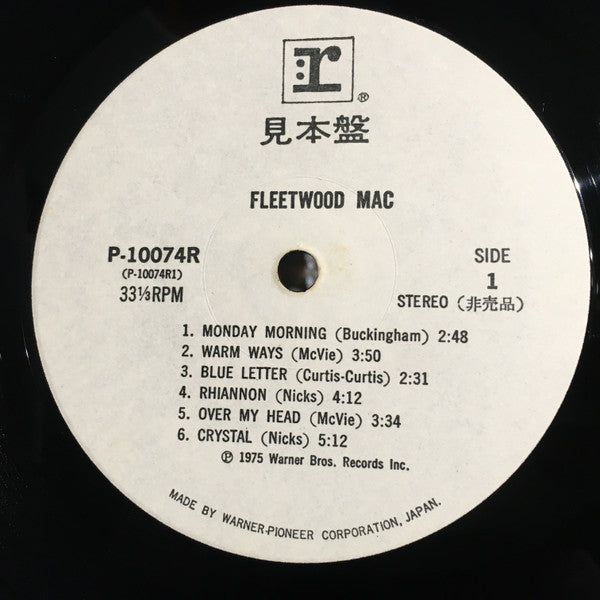 r
®
見本盤
FLEETWOOD MAC
P-10074R
(P-10074R1)
33⅓RPM
SIDE
1
STEREO (非売品)
1. MONDAY MORNING (Buckingham) 2:48
2. WARM WAYS (McVie) 3:50
3. BLUE LETTER (Curtis-Curtis) 2:31
4. RHIANNON (Nicks) 4:12
5. OVER MY HEAD (McVie) 3:34
6. CRYSTAL (Nicks) 5:12
℗ 1975 Warner Bros. Records Inc.
MADE BY WARNER-PIONEER CORPORATION, JAPAN.